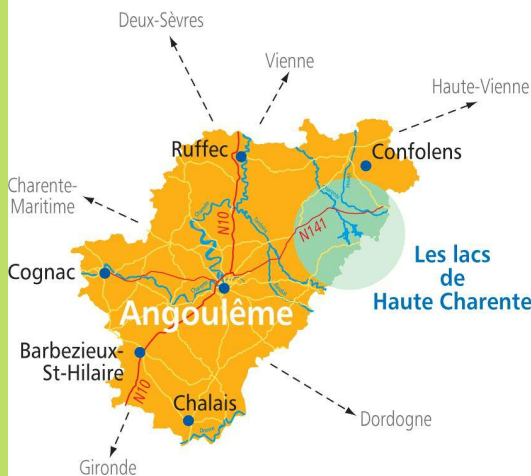 Deux-Sèvres
Vienne
Haute-Vienne
Ruffec
Confolens
Charente-
Maritime
N10
N141
Cognac
Les lacs
de
Haute Charente
Angoulême
Barbezieux-
St-Hilaire
N10
Chalais
Dordogne
Gironde